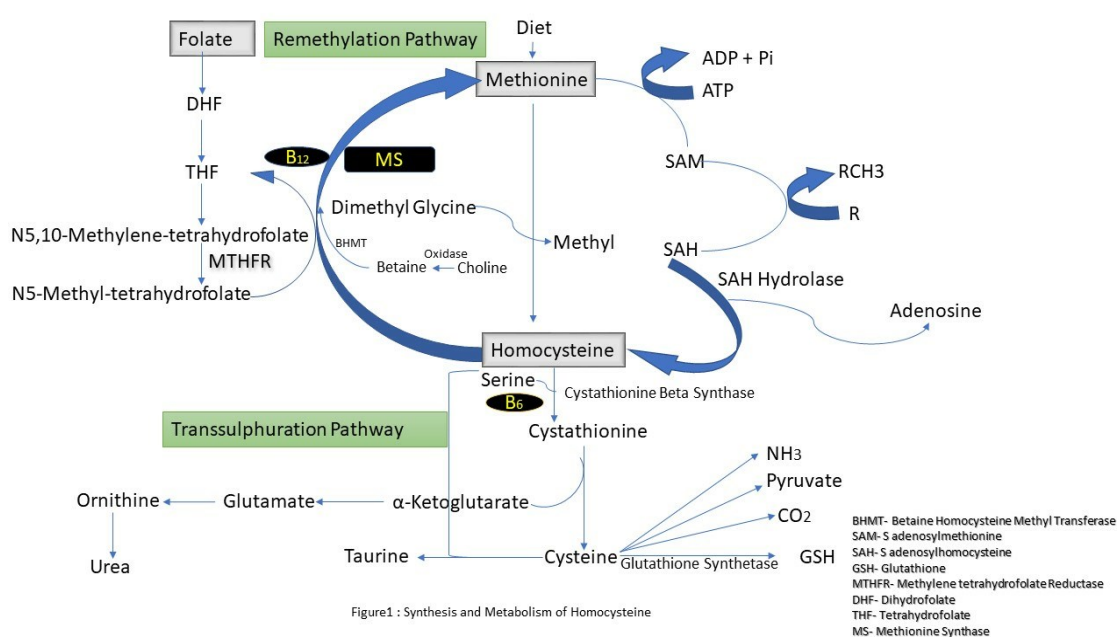 Folate
Remethylation Pathway
Diet
Methionine
ADP + Pi
ATP
DHF
B12
MS
THF
SAM
RCH3
R
Dimethyl Glycine
N5,10-Methylene-tetrahydrofolate
BHMT
Methyl
SAH
MTHFR
Oxidase
Betaine
Choline
SAH Hydrolase
N5-Methyl-tetrahydrofolate
Adenosine
Homocysteine
Serine
Cystathionine Beta Synthase
B6
Transsulphuration Pathway
Cystathionine
NH3
Pyruvate
Ornithine
Glutamate
α-Ketoglutarate
CO2
Urea
Taurine
Cysteine
Glutathione Synthetase
GSH
BHMT- Betaine Homocysteine Methyl Transferase
SAM- S adenosylmethionine
SAH- S adenosylhomocysteine
GSH- Glutathione
MTHFR- Methylene tetrahydrofolate Reductase
DHF- Dihydrofolate
THF- Tetrahydrofolate
MS- Methionine Synthase
Figure1 : Synthesis and Metabolism of Homocysteine